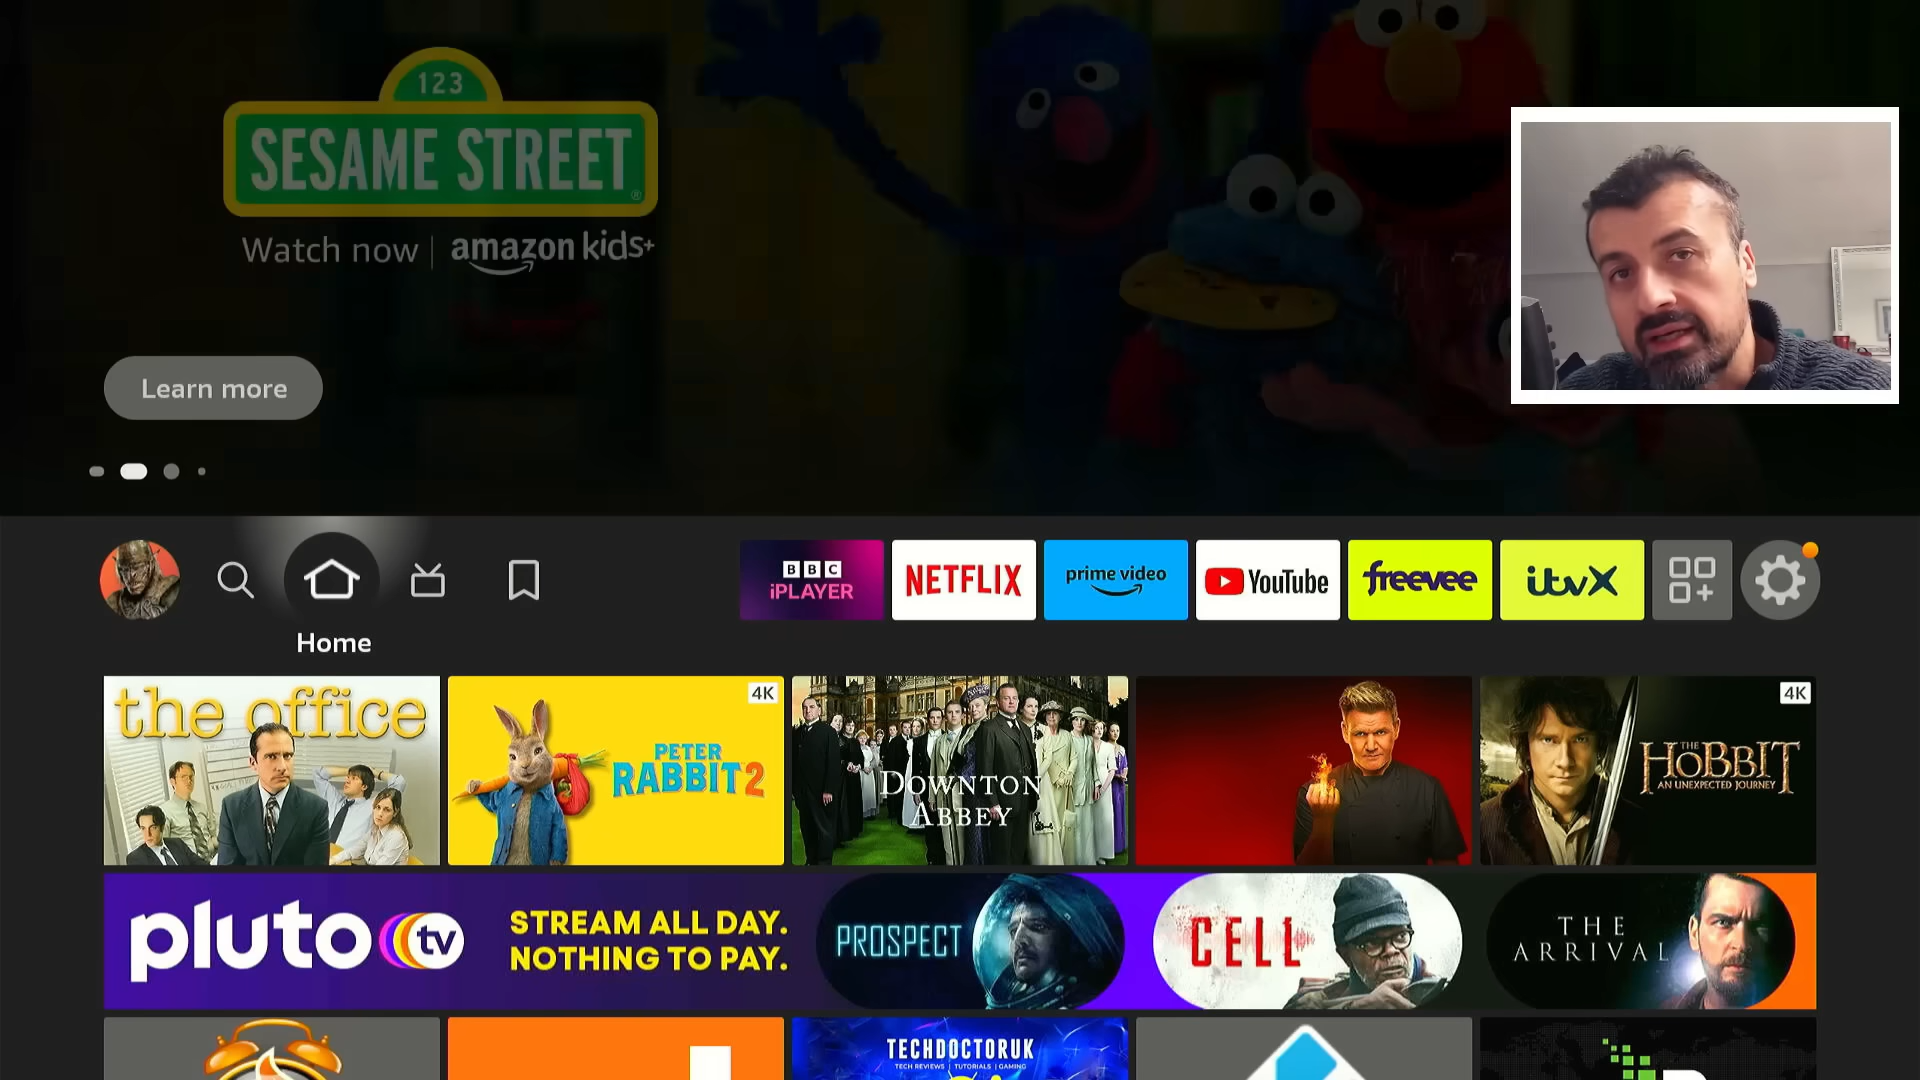 123
SESAME STREET®
Watch now | amazon kids+
Learn more
BBC
iPLAYER
NETFLIX
prime video
YouTube
freevee
itvX
Home
the office
4K
PETER
RABBIT 2
DOWNTON
ABBEY
4K
THE
HOBBIT
AN UNEXPECTED JOURNEY
pluto tv
STREAM ALL DAY.
NOTHING TO PAY.
PROSPECT
CELL
THE
ARRIVAL
TECHDOCTORUK
TECH REVIEWS | TUTORIALS | GAMING